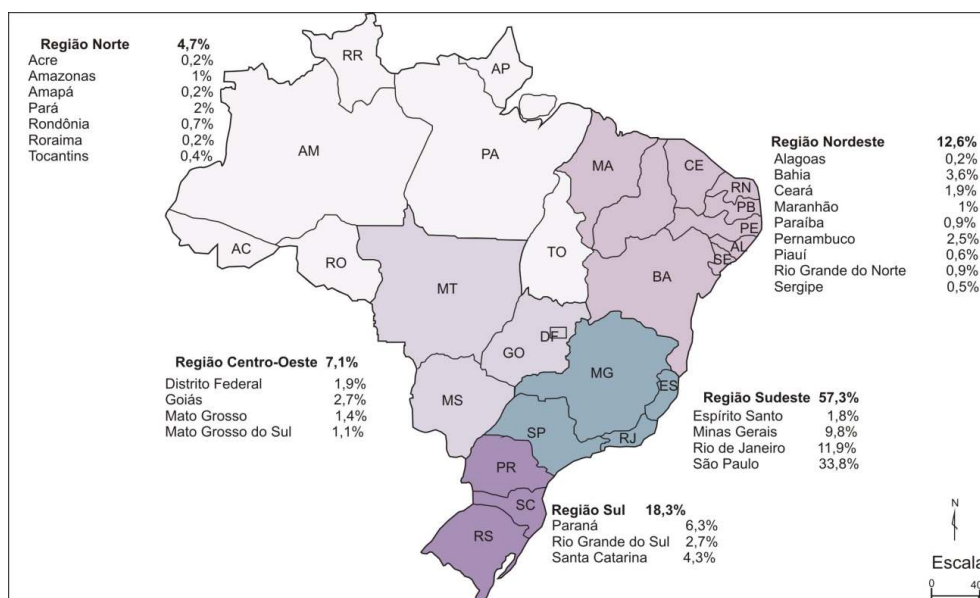 Região Norte 4,7%
Acre 0,2%
Amazonas 1%
Amapá 0,2%
Pará 2%
Rondônia 0,7%
Roraima 0,2%
Tocantins 0,4%
RR
AP
AM
PA
MA
CE
RN
PB
PE
AL
SE
AC
RO
TO
BA
MT
DF
GO
MG
ES
MS
SP
RJ
PR
SC
RS
Região Nordeste 12,6%
Alagoas 0,2%
Bahia 3,6%
Ceará 1,9%
Maranhão 1%
Paraíba 0,9%
Pernambuco 2,5%
Piauí 0,6%
Rio Grande do Norte 0,9%
Sergipe 0,5%
Região Centro-Oeste 7,1%
Distrito Federal 1,9%
Goiás 2,7%
Mato Grosso 1,4%
Mato Grosso do Sul 1,1%
Região Sudeste 57,3%
Espírito Santo 1,8%
Minas Gerais 9,8%
Rio de Janeiro 11,9%
São Paulo 33,8%
Região Sul 18,3%
Paraná 6,3%
Rio Grande do Sul 2,7%
Santa Catarina 4,3%
N
Escala
0 40